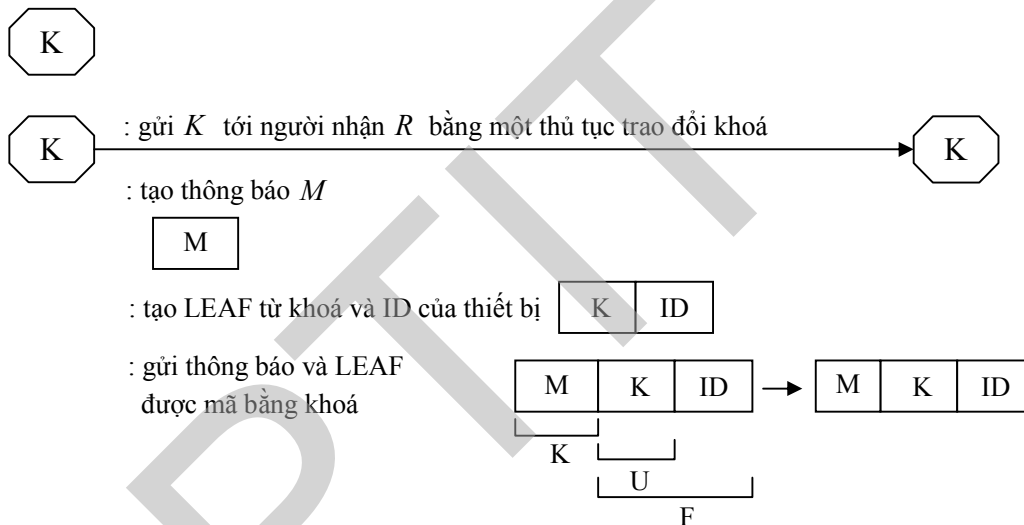 K
: gửi K tới người nhận R bằng một thủ tục trao đổi khoá
K
K
: tạo thông báo M
M
: tạo LEAF từ khoá và ID của thiết bị
K ID
: gửi thông báo và LEAF
được mã bằng khoá
M K ID
M K ID
K
U
F
PTIT